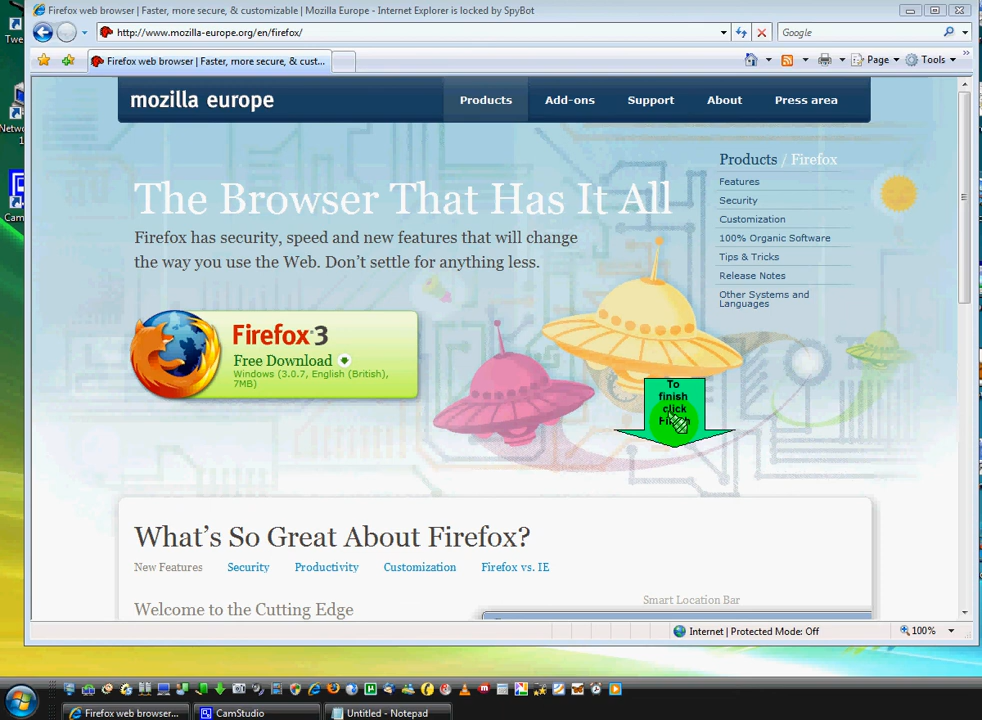 Firefox web browser | Faster, more secure, & customizable | Mozilla Europe - Internet Explorer is locked by SpyBot
http://www.mozilla-europe.org/en/firefox/
Google
Firefox web browser | Faster, more secure, & cust...
Page
Tools
mozilla europe
Products
Add-ons
Support
About
Press area
Products / Firefox
Features
Security
Customization
100% Organic Software
Tips & Tricks
Release Notes
Other Systems and
Languages
The Browser That Has It All
Firefox has security, speed and new features that will change
the way you use the Web. Don't settle for anything less.
Firefox 3
Free Download
Windows (3.0.7, English (British),
7MB)
To
finish
click
What's So Great About Firefox?
New Features
Security
Productivity
Customization
Firefox vs. IE
Welcome to the Cutting Edge
Smart Location Bar
Internet | Protected Mode: Off
100%
Firefox web browser...
CamStudio
Untitled - Notepad